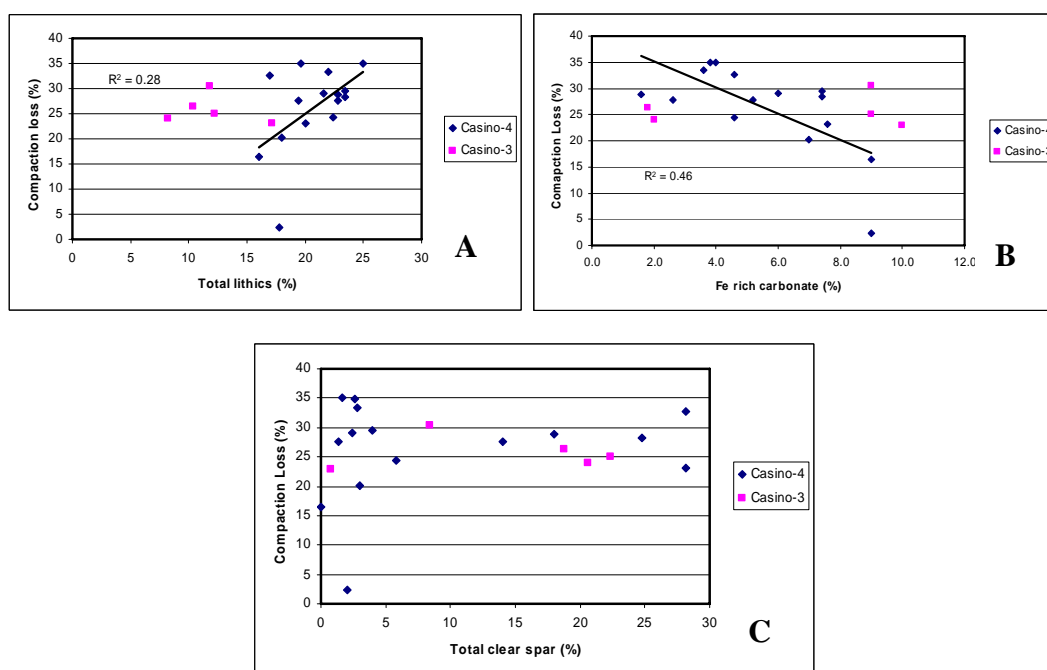 40
35
30
25
20
15
10
5
0
Compaction loss (%)
R² = 0.28
0 5 10 15 20 25 30
Total lithics (%)
Casino-4
Casino-3
A
40
35
30
25
20
15
10
5
0
Comapction Loss (%)
R² = 0.46
0.0 2.0 4.0 6.0 8.0 10.0 12.0
Fe rich carbonate (%)
Casino-4
Casino-3
B
40
35
30
25
20
15
10
5
0
Compaction Loss (%)
0 5 10 15 20 25 30
Total clear spar (%)
Casino-4
Casino-3
C